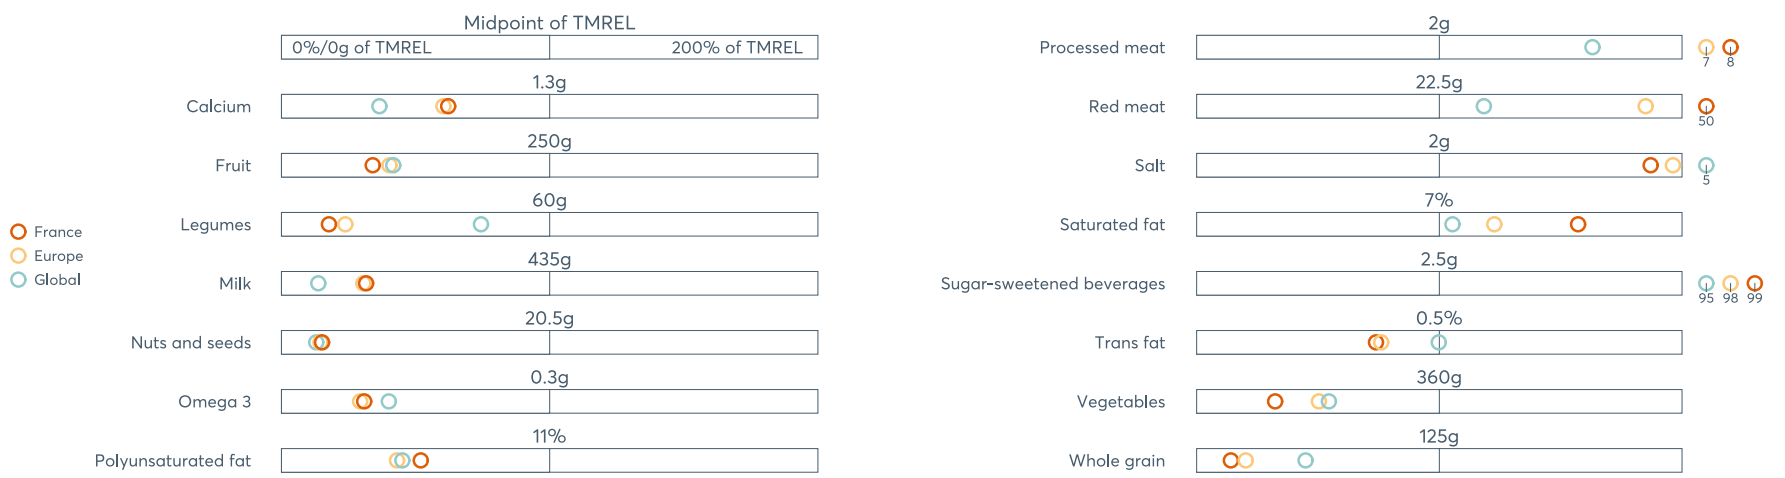 Midpoint of TMREL
0%/0g of TMREL 200% of TMREL
Calcium 1.3g
Fruit 250g
Legumes 60g
Milk 435g
Nuts and seeds 20.5g
Omega 3 0.3g
Polyunsaturated fat 11%
France
Europe
Global
Processed meat 2g 7 8
Red meat 22.5g 50
Salt 2g 5
Saturated fat 7%
Sugar-sweetened beverages 2.5g 95 98 99
Trans fat 0.5%
Vegetables 360g
Whole grain 125g